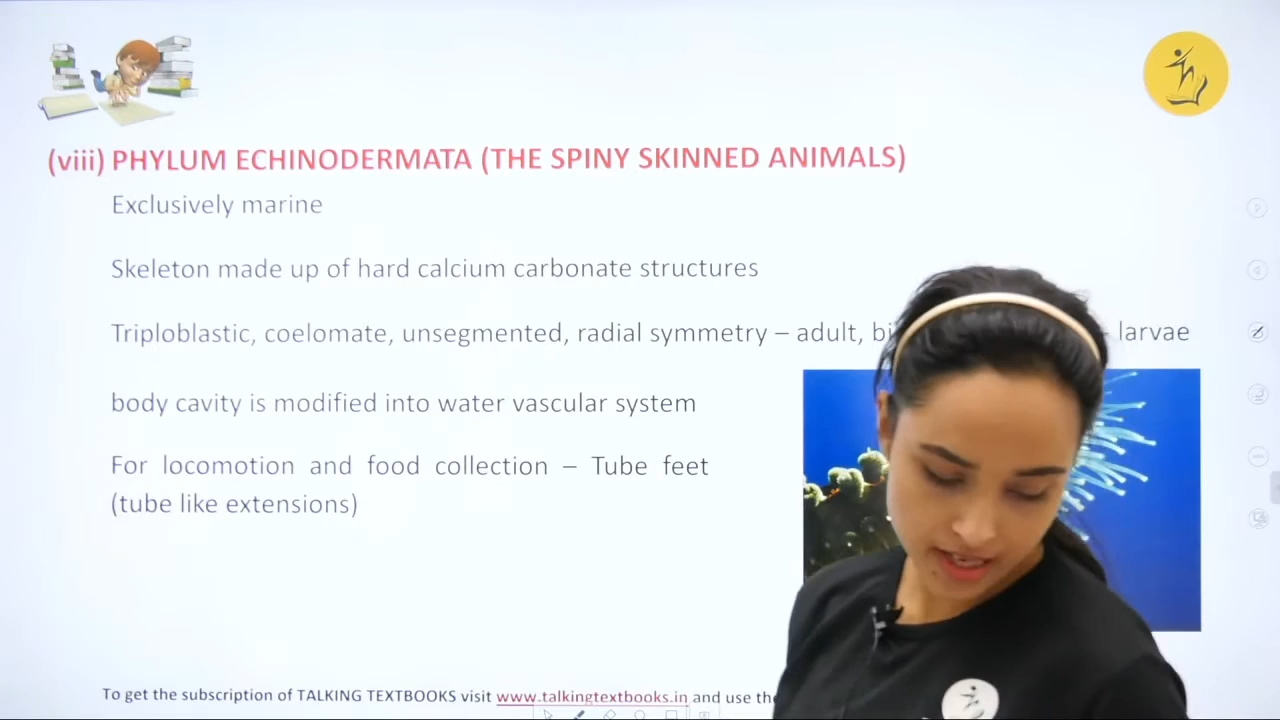 (viii) PHYLUM ECHINODERMATA (THE SPINY SKINNED ANIMALS)
Exclusively marine
Skeleton made up of hard calcium carbonate structures
Triploblastic, coelomate, unsegmented, radial symmetry – adult, larvae
body cavity is modified into water vascular system
For locomotion and food collection – Tube feet
(tube like extensions)
To get the subscription of TALKING TEXTBOOKS visit www.talkingtextbooks.in and use